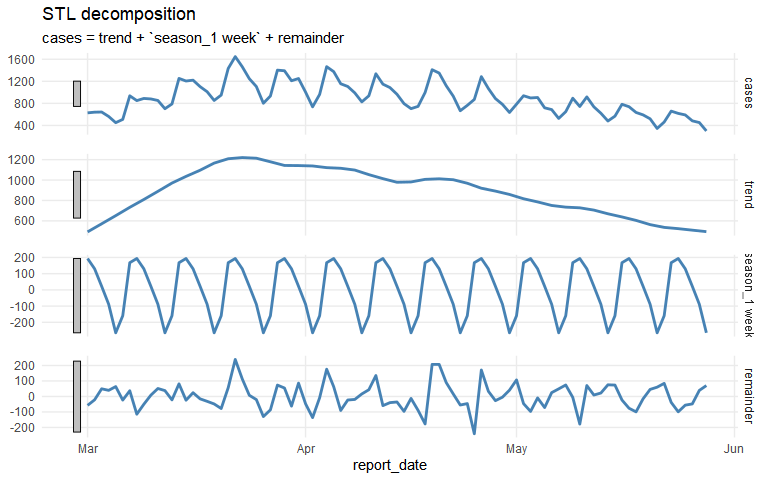 STL decomposition
cases = trend + `season_1 week` + remainder
1600
1200
800
400
cases
1200
1000
800
600
trend
200
100
0
-100
-200
season_1 week
200
100
0
-100
-200
remainder
Mar
Apr
May
Jun
report_date